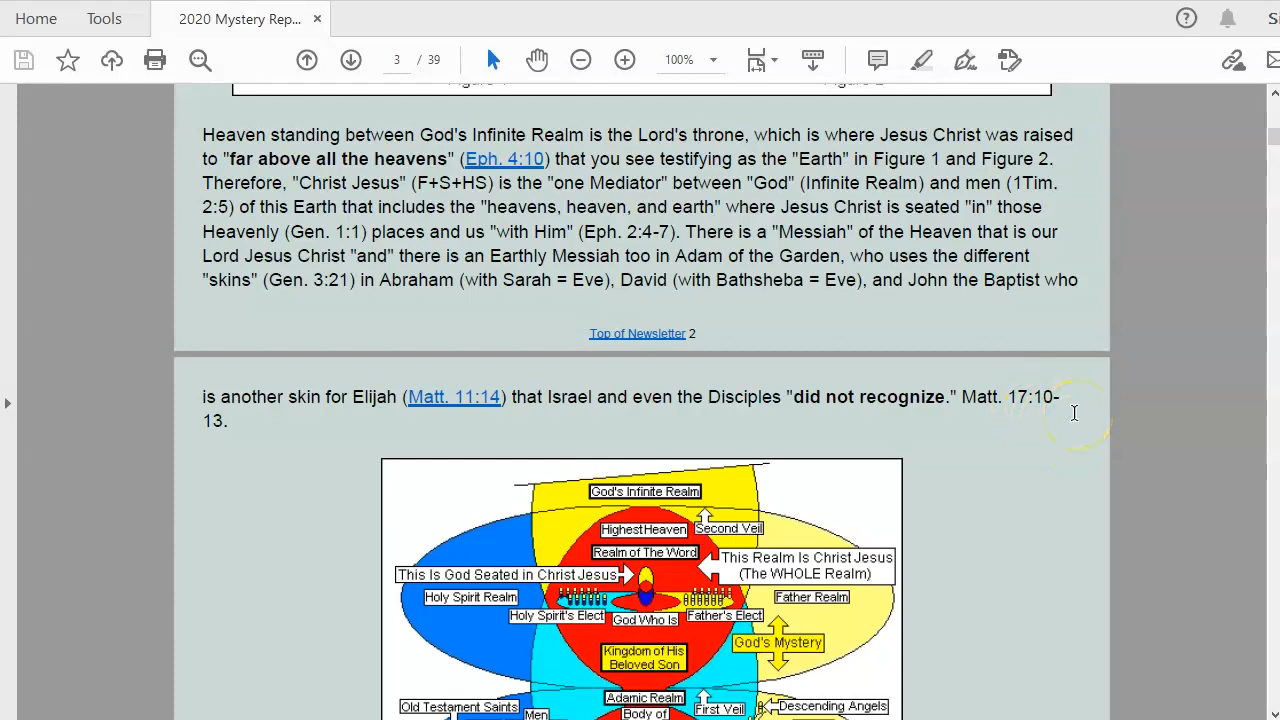 Home Tools 2020 Mystery Rep... ×
3 / 39 100%
Heaven standing between God's Infinite Realm is the Lord's throne, which is where Jesus Christ was raised
to "far above all the heavens" (Eph. 4:10) that you see testifying as the "Earth" in Figure 1 and Figure 2.
Therefore, "Christ Jesus" (F+S+HS) is the "one Mediator" between "God" (Infinite Realm) and men (1Tim.
2:5) of this Earth that includes the "heavens, heaven, and earth" where Jesus Christ is seated "in" those
Heavenly (Gen. 1:1) places and us "with Him" (Eph. 2:4-7). There is a "Messiah" of the Heaven that is our
Lord Jesus Christ "and" there is an Earthly Messiah too in Adam of the Garden, who uses the different
"skins" (Gen. 3:21) in Abraham (with Sarah = Eve), David (with Bathsheba = Eve), and John the Baptist who
Top of Newsletter 2
is another skin for Elijah (Matt. 11:14) that Israel and even the Disciples "did not recognize." Matt. 17:10-
13.
God's Infinite Realm
Highest Heaven Second Veil
Realm of The Word
This Realm Is Christ Jesus
(The WHOLE Realm)
This Is God Seated in Christ Jesus
Holy Spirit Realm Father Realm
Holy Spirit's Elect God Who Is Father's Elect
God's Mystery
Kingdom of His
Beloved Son
Adamic Realm
Old Testament Saints First Veil Descending Angels
Men Body of